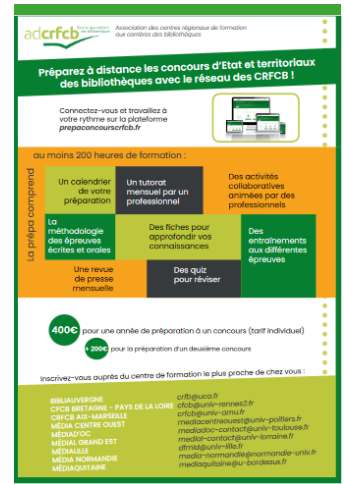 adcrfcb
Association des centres régionaux de formation
aux carrières des bibliothèques
Préparez à distance les concours d'Etat et territoriaux
des bibliothèques avec le réseau des CRFCB !
Connectez-vous et travaillez à
votre rythme sur la plateforme
prepaconcourscrfcb.fr
au moins 200 heures de formation :
La prépa comprend
Un calendrier
de votre
préparation
Un tutorat
mensuel par un
professionnel
Des activités
collaboratives
animées par des
professionnels
La
méthodologie
des épreuves
écrites et orales
Des fiches pour
approfondir vos
connaissances
Des
entraînements
aux différentes
épreuves
Une revue
de presse
mensuelle
Des quiz
pour réviser
400€ pour une année de préparation à un concours (tarif individuel)
+ 200€ pour la préparation d'un deuxième concours
Inscrivez-vous auprès du centre de formation le plus proche de chez vous :
BIBLIAUVERGNE crfb@uca.fr
CFCB BRETAGNE - PAYS DE LA LOIRE cfcb@univ-rennes2.fr
CRFCB AIX-MARSEILLE crfcb@univ-amu.fr
MÉDIA CENTRE OUEST mediacentreouest@univ-poitiers.fr
MÉDIAD'OC mediadoc-contact@univ-toulouse.fr
MEDIAL GRAND EST medial-contact@univ-lorraine.fr
MÉDIALILLE dfmid@univ-lille.fr
MÉDIA NORMANDIE media-normandie@normandie-univ.fr
MÉDIAQUITAINE mediaquitaine@u-bordeaux.fr